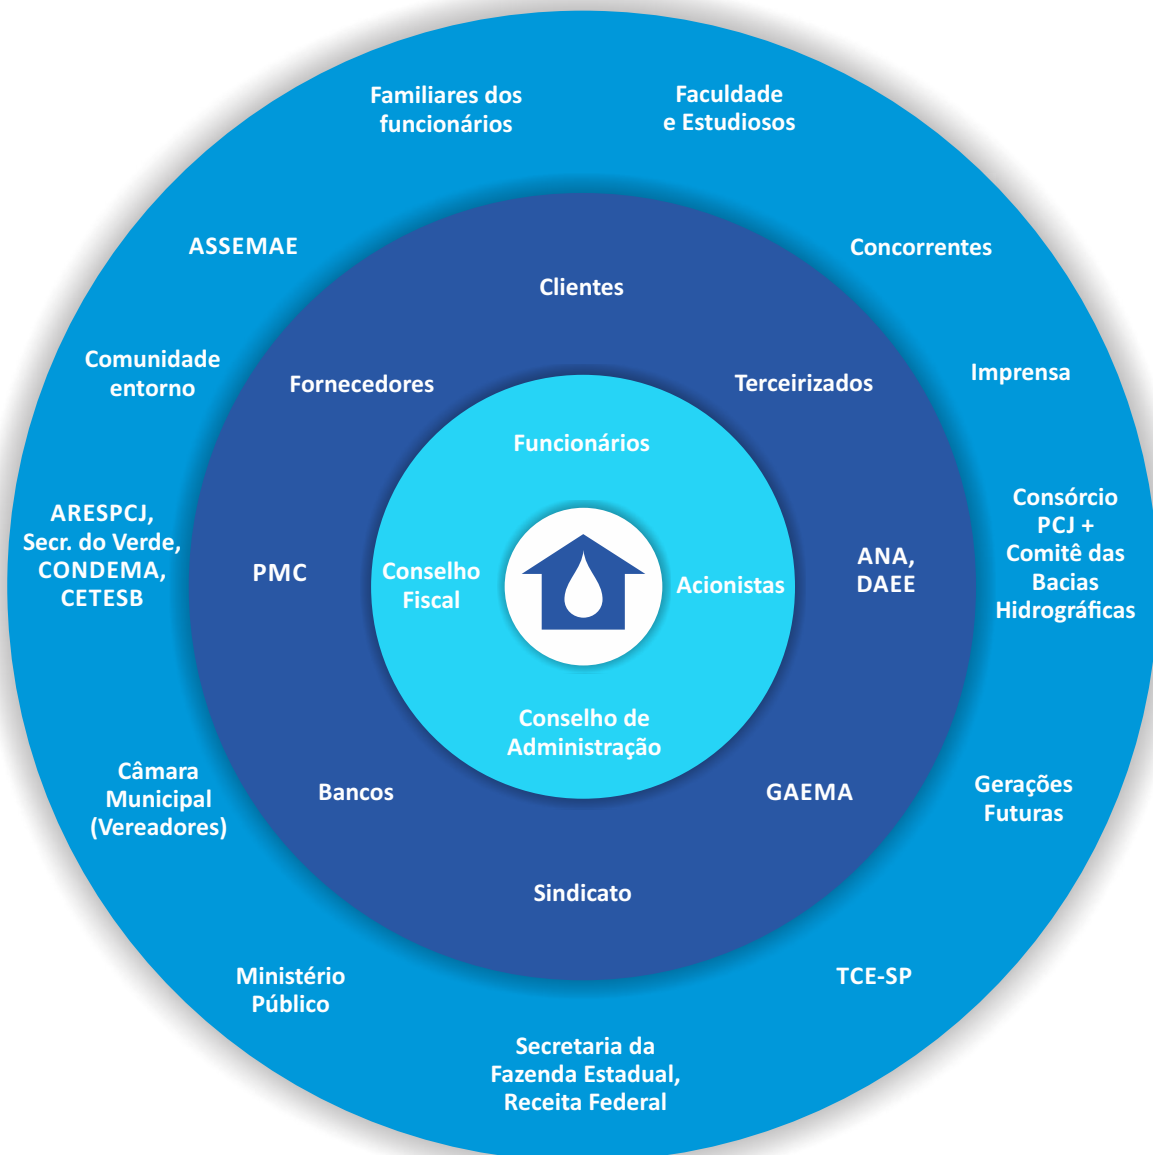 Familiares dos
funcionários
Faculdade
e Estudiosos
ASSEMAE
Concorrentes
Clientes
Comunidade
entorno
Fornecedores
Terceirizados
Imprensa
Funcionários
ARESPCJ,
Secr. do Verde,
CONDEMA,
CETESB
PMC
Conselho
Fiscal
Acionistas
ANA,
DAEE
Consórcio
PCJ +
Comitê das
Bacias
Hidrográficas
Conselho de
Administração
Câmara
Municipal
(Vereadores)
Bancos
GAEMA
Gerações
Futuras
Sindicato
Ministério
Público
TCE-SP
Secretaria da
Fazenda Estadual,
Receita Federal